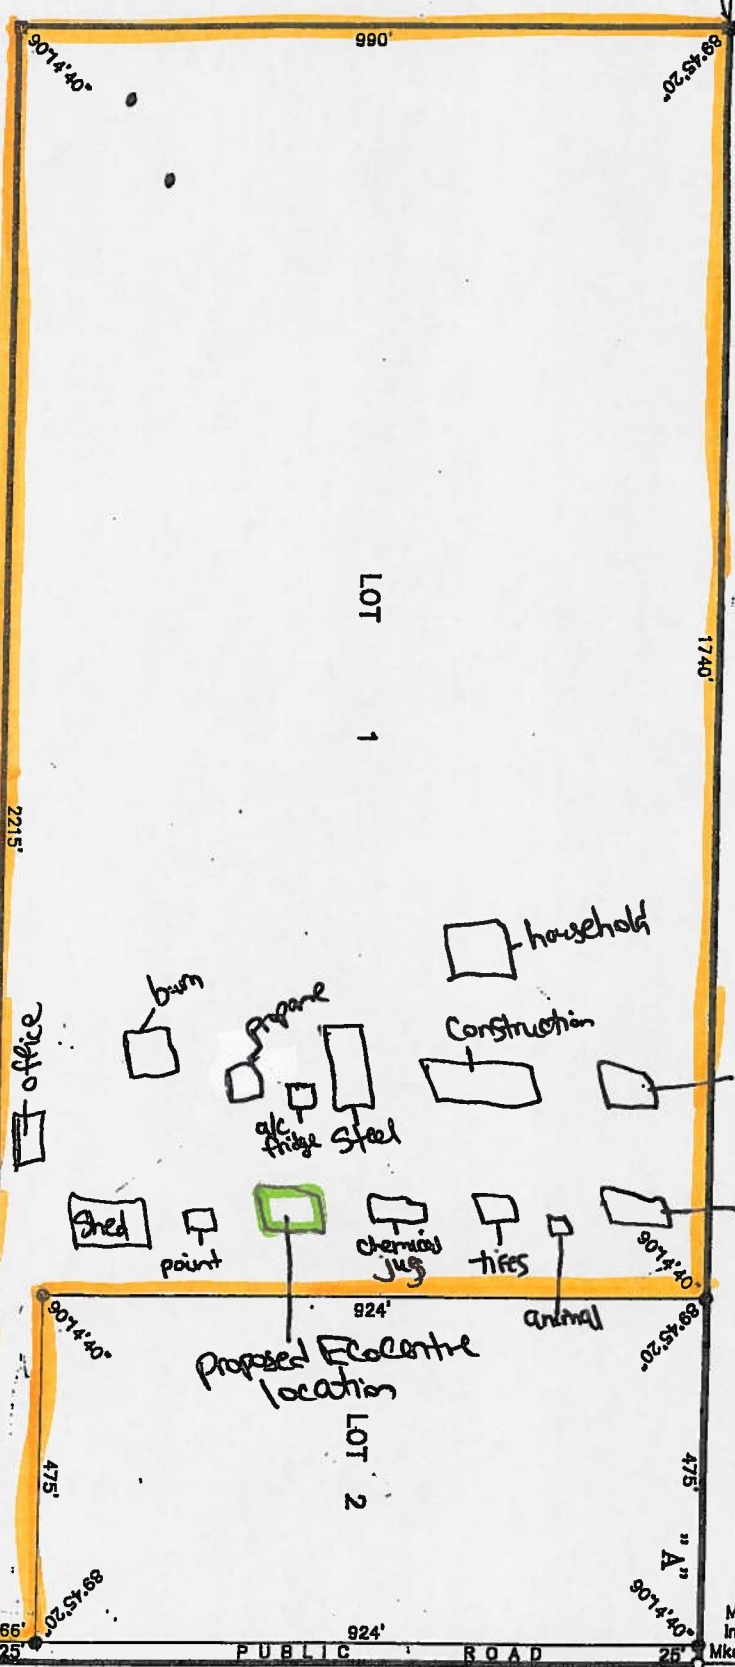 990'
90°14'40"
89°45'20"
LOT 1
1740'
2215'
household
burn
propane
Construction
office
a/c
fridge
Steel
Shed
paint
chemical
jug
tires
animal
90°14'40"
924'
90°14'40"
89°45'20"
proposed EcoCentre
location
LOT 2
475'
475'
"A"
89°45'20"
90°14'40"
66'
924'
25'
PUBLIC ROAD
25'